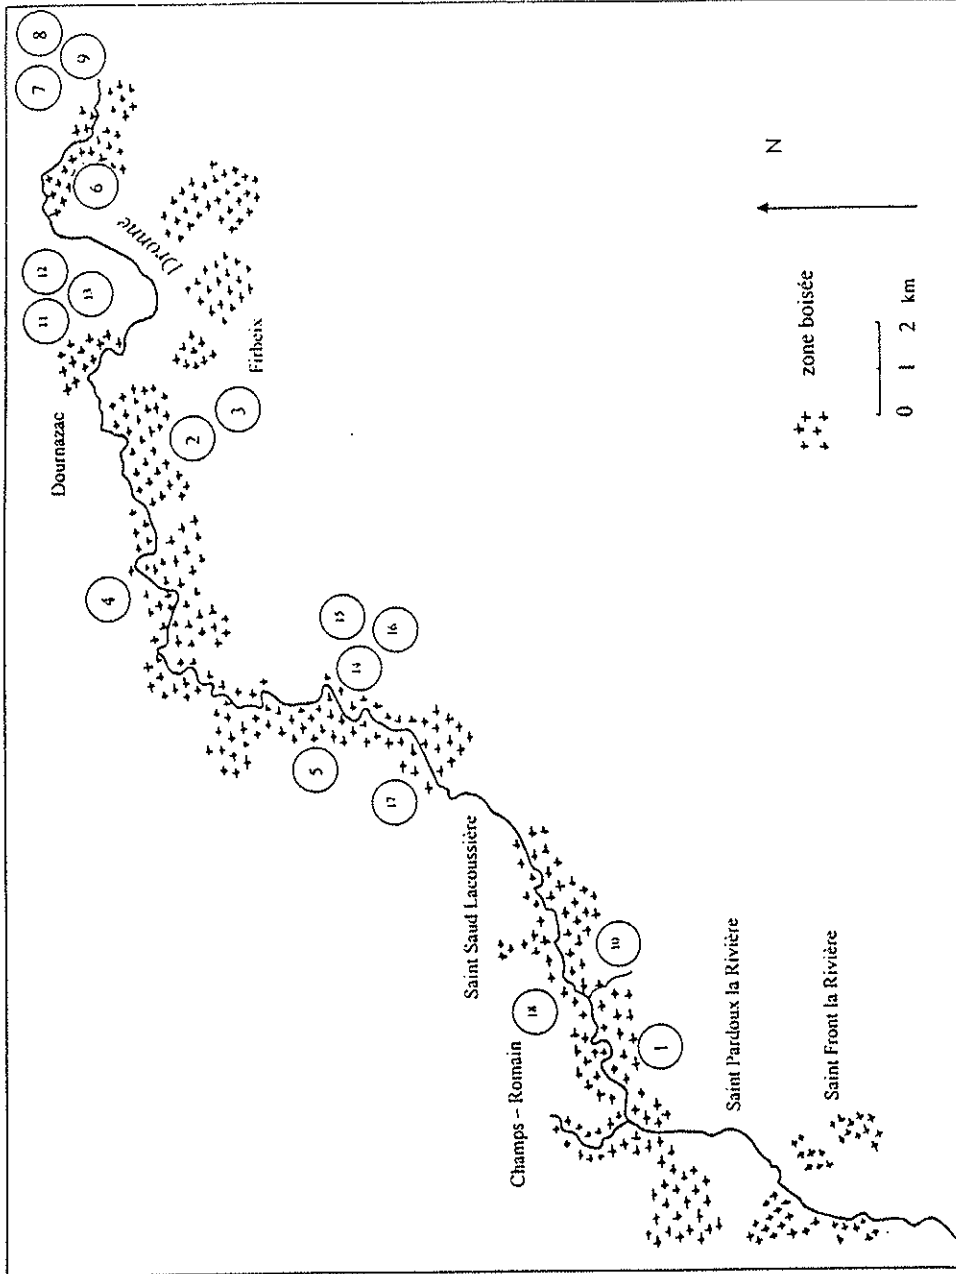 7
8
9
6
Dronne
11
12
13
Dournazac
2
3
Firbeix
4
5
14
15
16
17
Saint Saud Lacoussière
10
18
Champs – Romain
1
Saint Pardoux la Rivière
Saint Front la Rivière
N
zone boisée
0 1 2 km